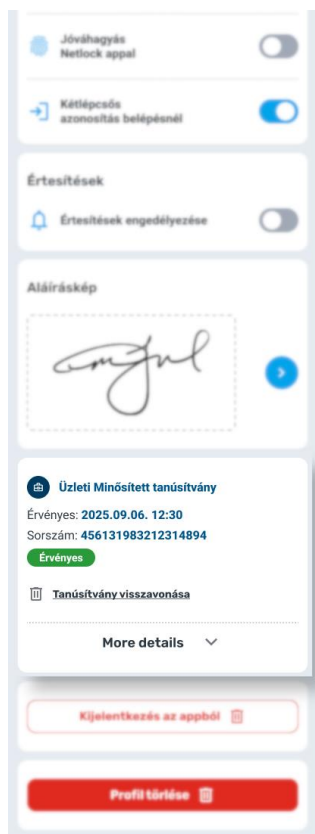 Jóváhagyás
Netlock appal
Kétlépcsős
azonosítás belépésnél
Értesítések
Értesítések engedélyezése
Aláíráskép
Üzleti Minősített tanúsítvány
Érvényes: 2025.09.06. 12:30
Sorszám: 456131983212314894
Érvényes
Tanúsítvány visszavonása
More details
Kijelentkezés az appból
Profil törlése